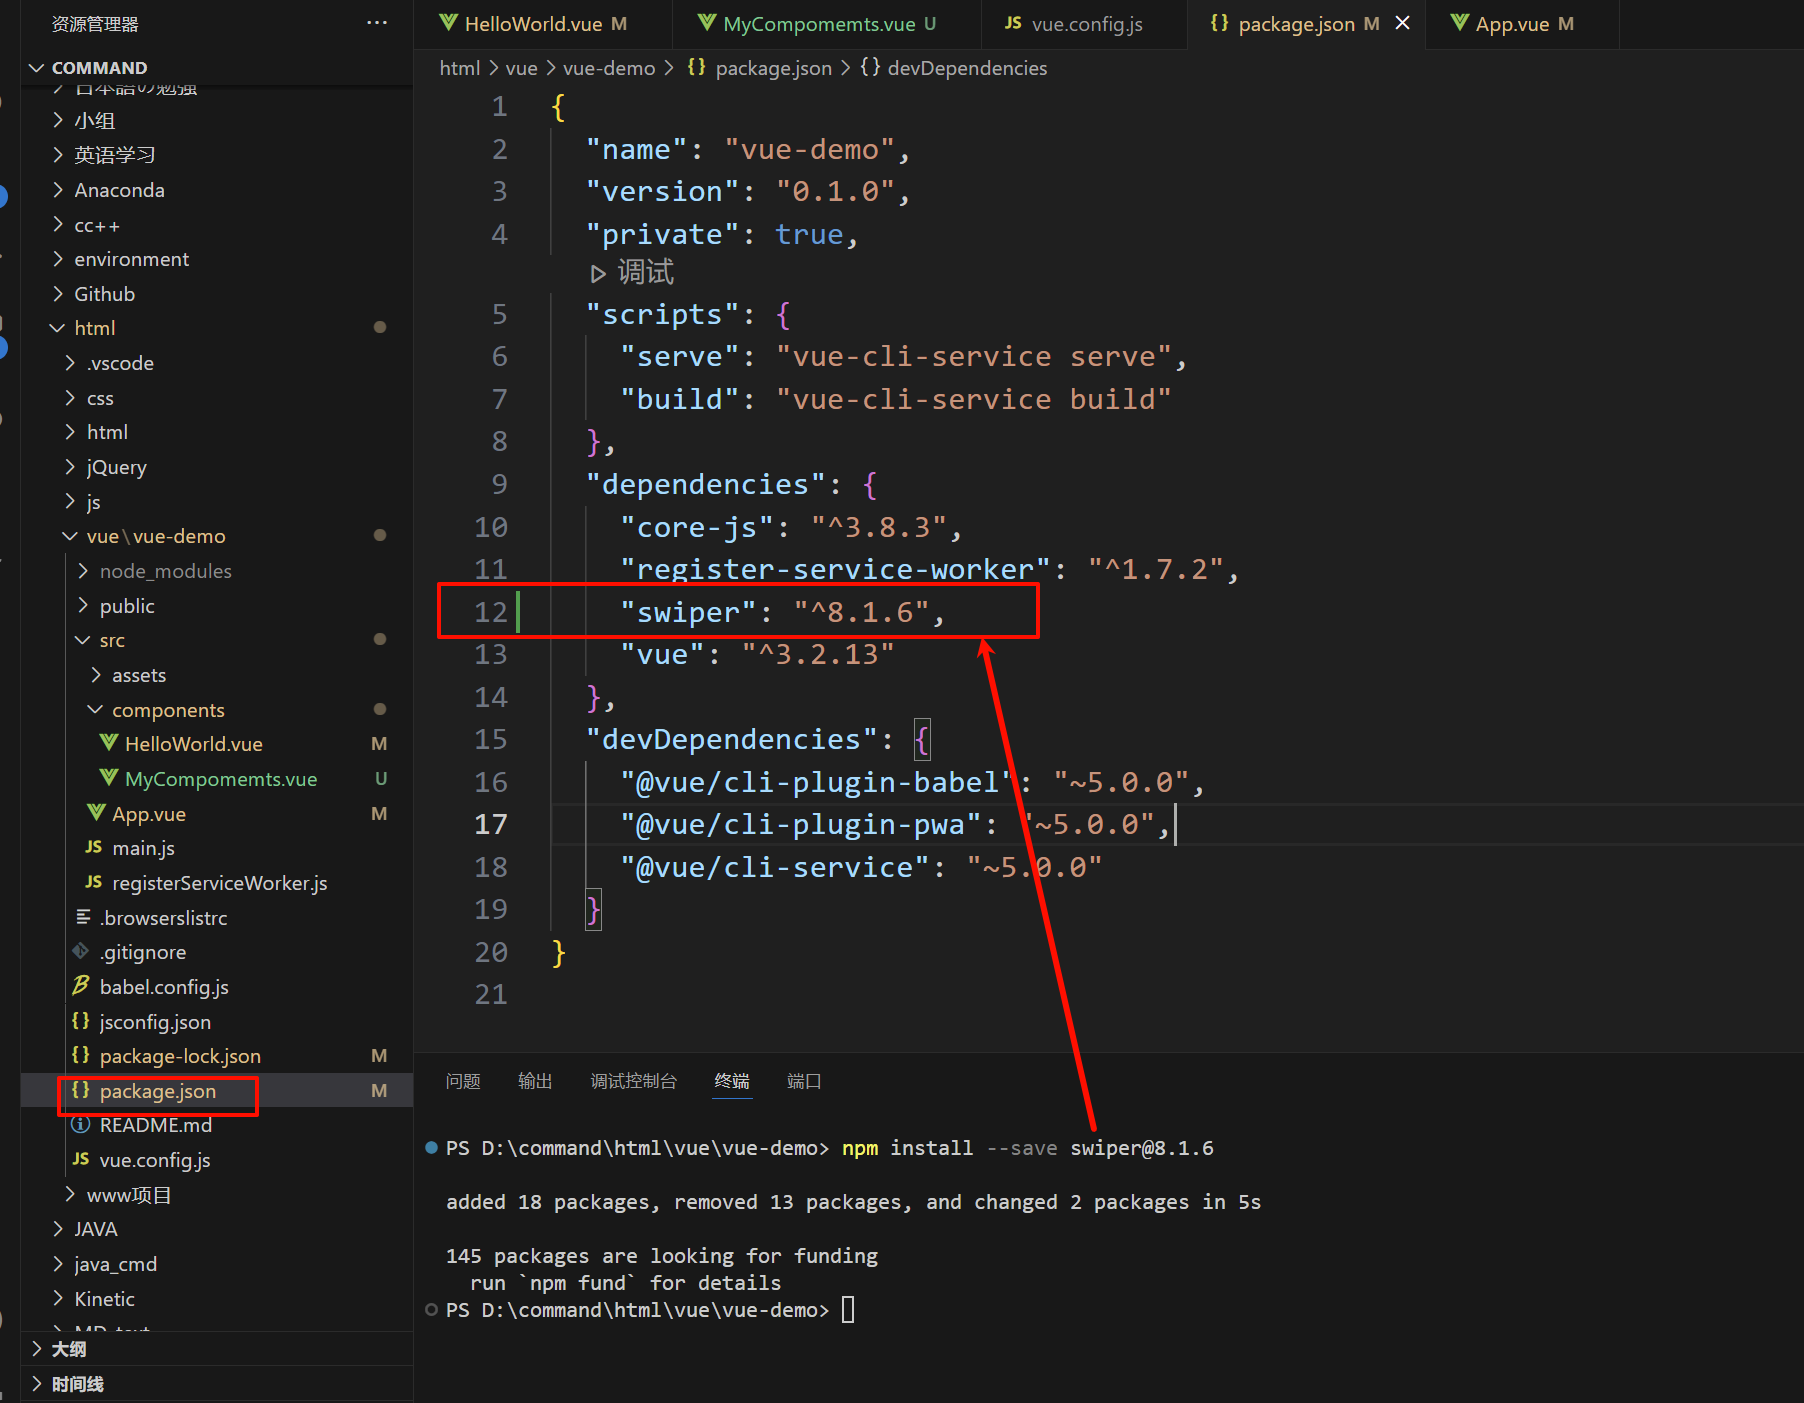 资源管理器
COMMAND
日本語の勉強
小组
英语学习
Anaconda
cc++
environment
Github
html
.vscode
css
html
jQuery
js
vue\vue-demo
node_modules
public
src
assets
components
HelloWorld.vue M
MyCompomemts.vue U
App.vue M
JS main.js
JS registerServiceWorker.js
.browserslistrc
.gitignore
babel.config.js
{} jsconfig.json
{} package-lock.json M
{} package.json M
README.md
JS vue.config.js
www项目
JAVA
java_cmd
Kinetic
大纲
时间线
HelloWorld.vue M
MyCompomemts.vue U
JS vue.config.js
{} package.json M
App.vue M
html > vue > vue-demo > {} package.json > {} devDependencies
1 {
2 "name": "vue-demo",
3 "version": "0.1.0",
4 "private": true,
调试
5 "scripts": {
6 "serve": "vue-cli-service serve",
7 "build": "vue-cli-service build"
8 },
9 "dependencies": {
10 "core-js": "^3.8.3",
11 "register-service-worker": "^1.7.2",
12 "swiper": "^8.1.6",
13 "vue": "^3.2.13"
14 },
15 "devDependencies": {
16 "@vue/cli-plugin-babel": "~5.0.0",
17 "@vue/cli-plugin-pwa": "~5.0.0",
18 "@vue/cli-service": "~5.0.0"
19 }
20 }
21
问题 输出 调试控制台 终端 端口
PS D:\command\html\vue\vue-demo> npm install --save swiper@8.1.6
added 18 packages, removed 13 packages, and changed 2 packages in 5s
145 packages are looking for funding
run `npm fund` for details
PS D:\command\html\vue\vue-demo>